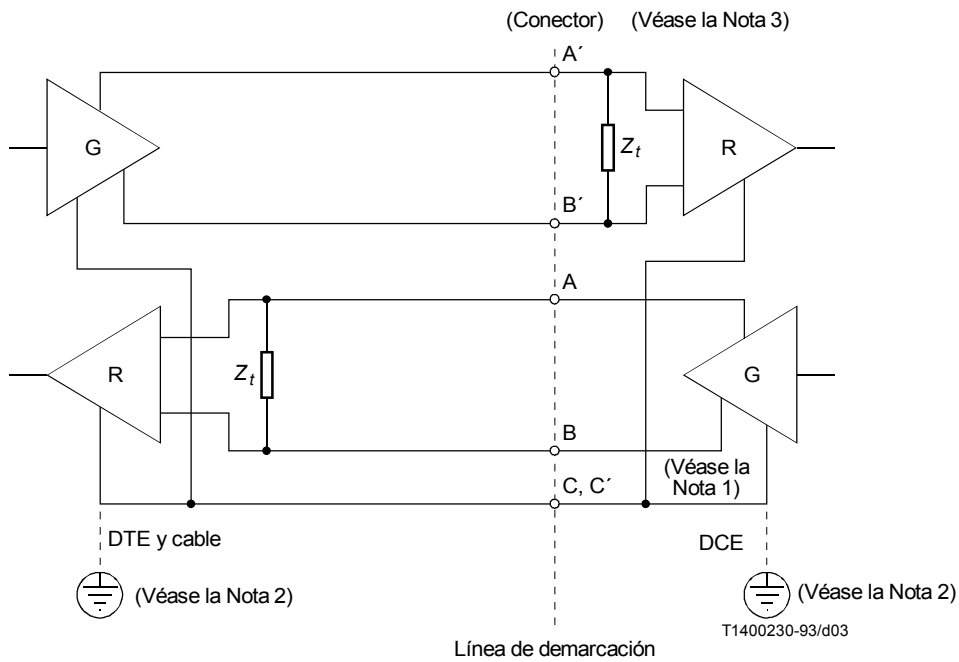 (Conector) (Véase la Nota 3)
A´
G
Zt
R
B´
A
R
Zt
G
B
(Véase la
Nota 1)
C, C´
DTE y cable
DCE
(Véase la Nota 2)
(Véase la Nota 2)
T1400230-93/d03
Línea de demarcación